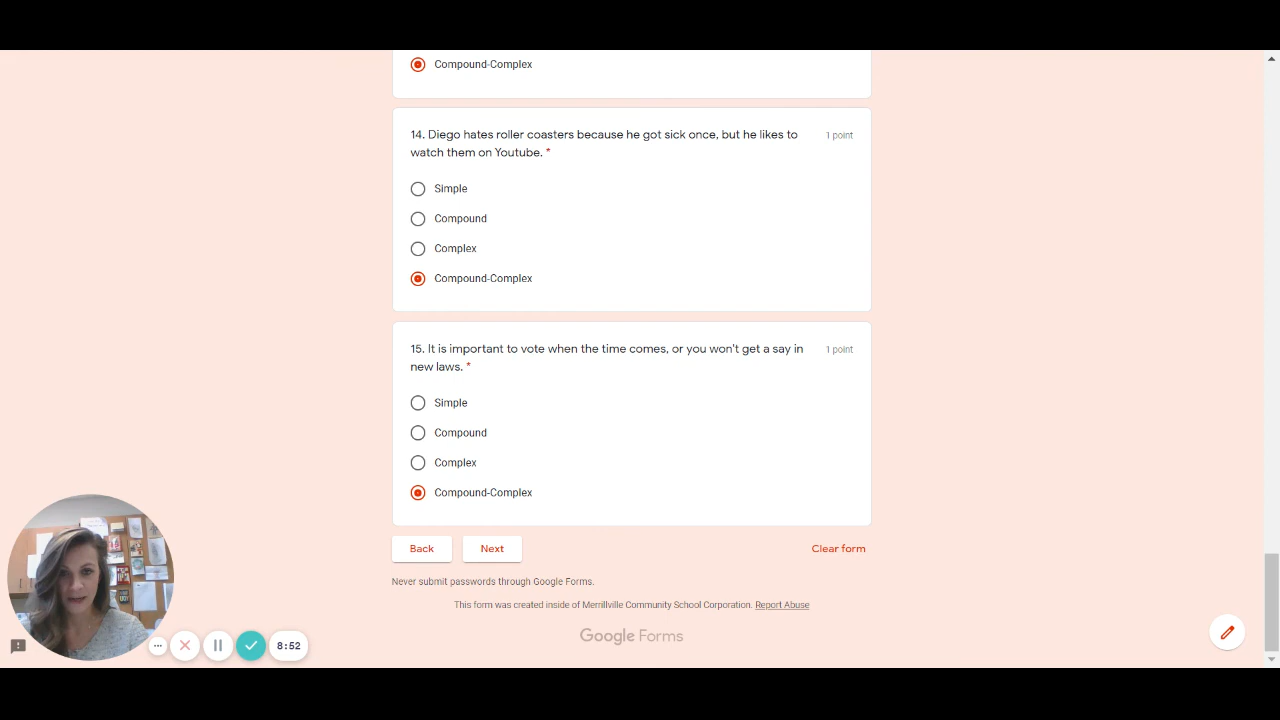 Compound-Complex
14. Diego hates roller coasters because he got sick once, but he likes to
watch them on Youtube. *
1 point
Simple
Compound
Complex
Compound-Complex
15. It is important to vote when the time comes, or you won't get a say in
new laws. *
1 point
Simple
Compound
Complex
Compound-Complex
Back
Next
Clear form
Never submit passwords through Google Forms.
This form was created inside of Merrillville Community School Corporation. Report Abuse
Google Forms
8:52